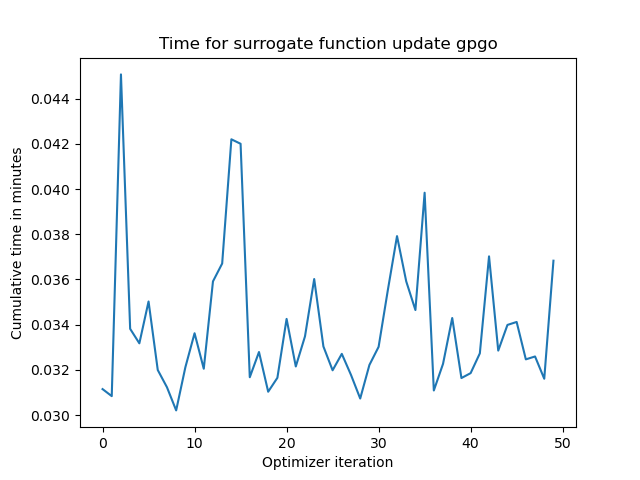 Time for surrogate function update gpgo
Cumulative time in minutes
0.044
0.042
0.040
0.038
0.036
0.034
0.032
0.030
0 10 20 30 40 50
Optimizer iteration